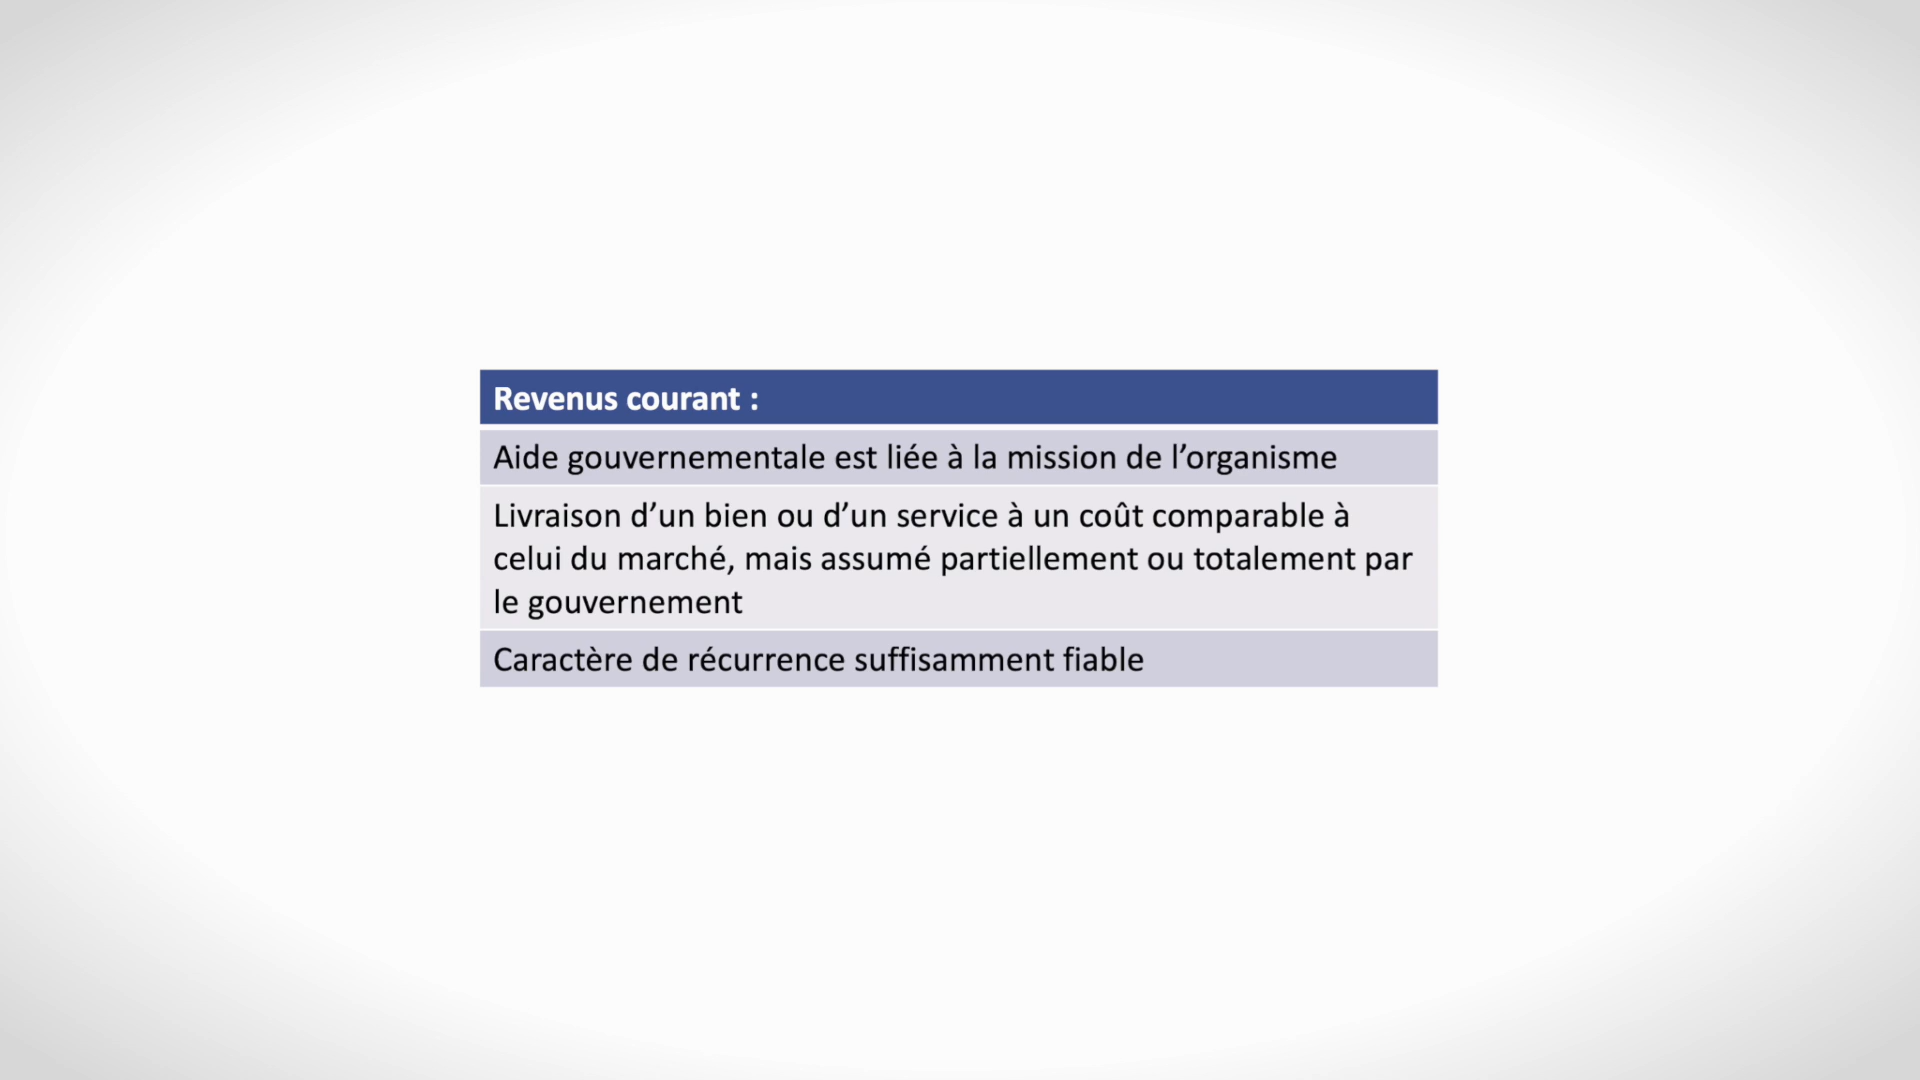 Revenus courant :
Aide gouvernementale est liée à la mission de l’organisme
Livraison d’un bien ou d’un service à un coût comparable à
celui du marché, mais assumé partiellement ou totalement par
le gouvernement
Caractère de récurrence suffisamment fiable